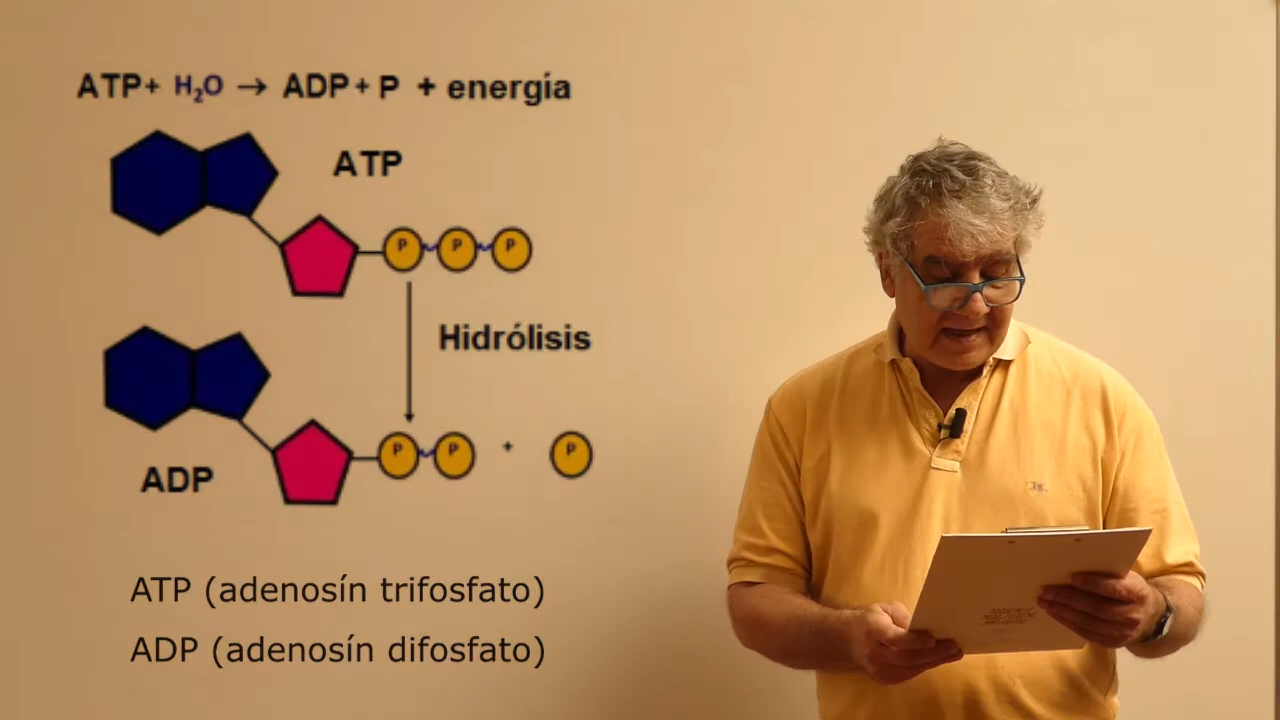 ATP+ H₂O → ADP + P + energía
ATP
P P P
Hidrólisis
P P + P
ADP
ATP (adenosín trifosfato)
ADP (adenosín difosfato)